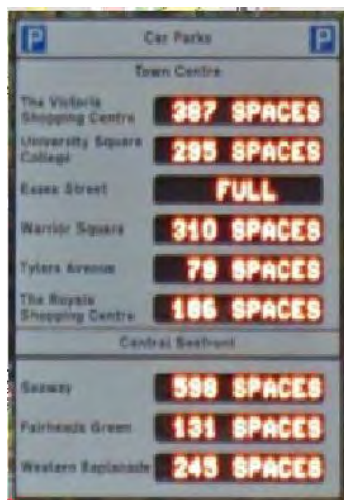 P Car Parks P
Town Centre
The Victoria
Shopping Centre 387 SPACES
University Square
College 295 SPACES
Essex Street FULL
Warrior Square 310 SPACES
Tylers Avenue 79 SPACES
The Royals
Shopping Centre 186 SPACES
Central Seafront
Seaway 598 SPACES
Fairheads Green 131 SPACES
Western Esplanade 245 SPACES